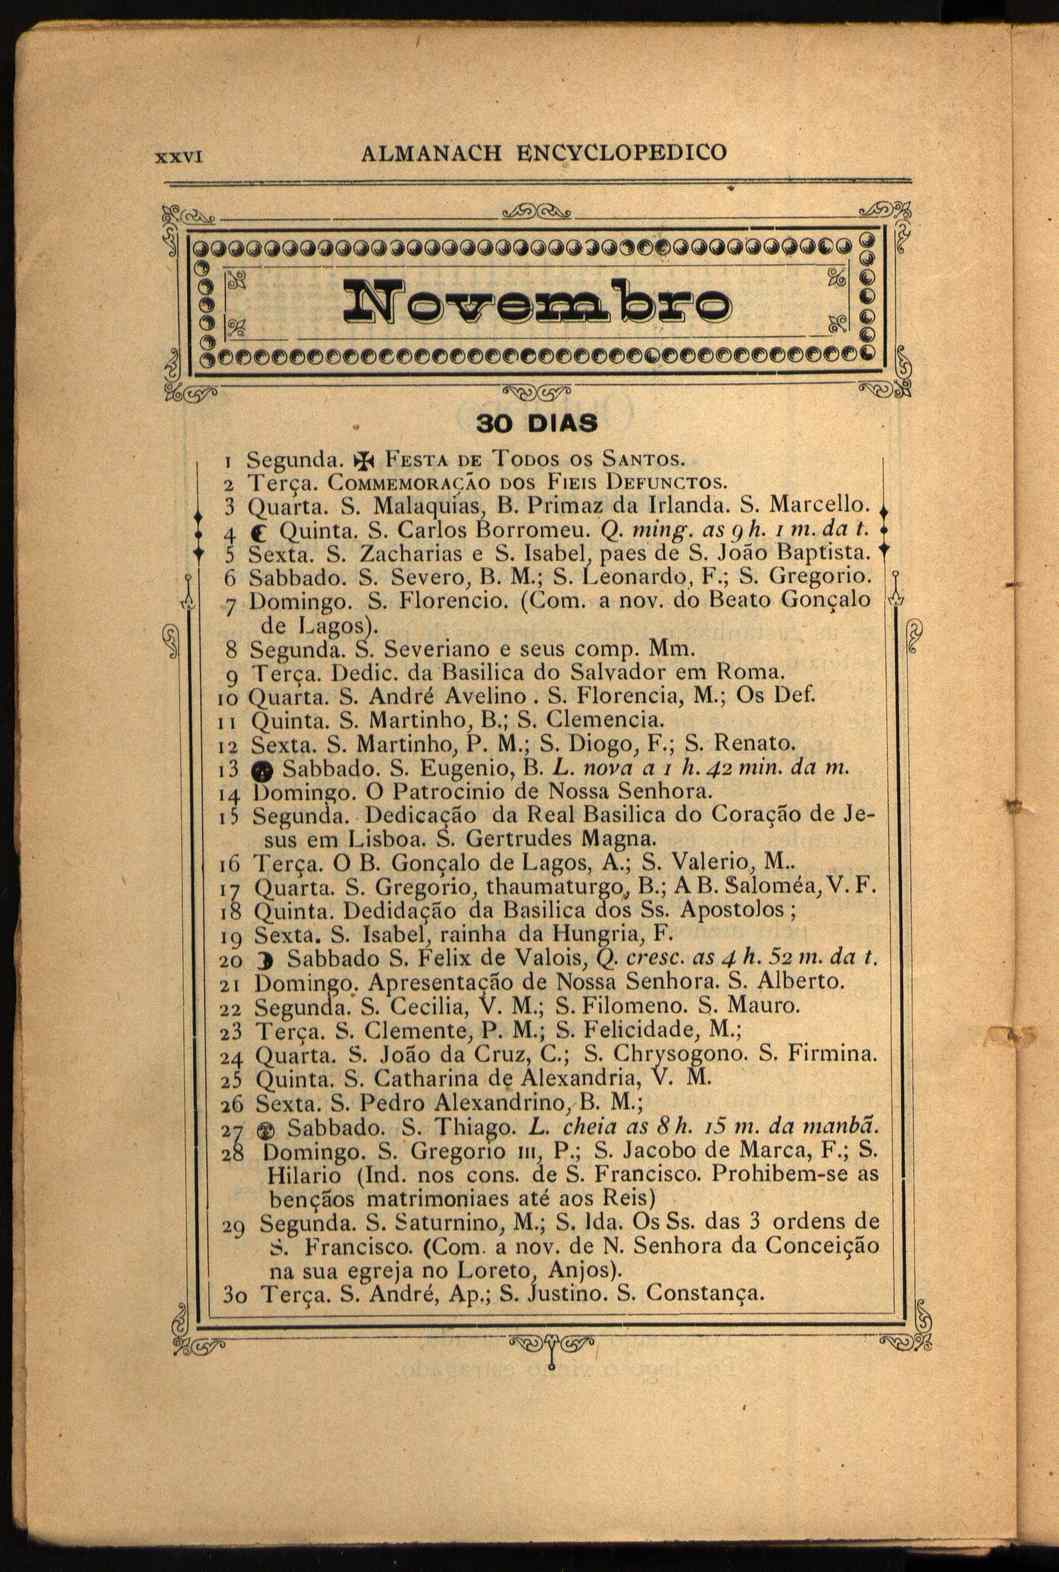 XXVI ALMANACH ENCYCLOPEDICO
Novembro
30 DIAS
1 Segunda. ✠ FESTA DE TODOS OS SANTOS.
2 Terça. COMMEMORAÇÃO DOS FIEIS DEFUNCTOS.
3 Quarta. S. Malaquias, B. Primaz da Irlanda. S. Marcello.
4 ☾ Quinta. S. Carlos Borromeu. Q. ming. as 9 h. 1 m. da t.
5 Sexta. S. Zacharias e S. Isabel, paes de S. João Baptista.
6 Sabbado. S. Severo, B. M.; S. Leonardo, F.; S. Gregorio.
7 Domingo. S. Florencio. (Com. a nov. do Beato Gonçalo
de Lagos).
8 Segunda. S. Severiano e seus comp. Mm.
9 Terça. Dedic. da Basilica do Salvador em Roma.
10 Quarta. S. André Avelino. S. Florencia, M.; Os Def.
11 Quinta. S. Martinho, B.; S. Clemencia.
12 Sexta. S. Martinho, P. M.; S. Diogo, F.; S. Renato.
13 ● Sabbado. S. Eugenio, B. L. nova a 1 h. 42 min. da m.
14 Domingo. O Patrocinio de Nossa Senhora.
15 Segunda. Dedicação da Real Basilica do Coração de Je-
sus em Lisboa. S. Gertrudes Magna.
16 Terça. O B. Gonçalo de Lagos, A.; S. Valerio, M..
17 Quarta. S. Gregorio, thaumaturgo, B.; A B. Saloméa, V. F.
18 Quinta. Dedidação da Basilica dos Ss. Apostolos;
19 Sexta. S. Isabel, rainha da Hungria, F.
20 ☽ Sabbado S. Felix de Valois, Q. cresc. as 4 h. 52 m. da t.
21 Domingo. Apresentação de Nossa Senhora. S. Alberto.
22 Segunda. S. Cecilia, V. M.; S. Filomeno. S. Mauro.
23 Terça. S. Clemente, P. M.; S. Felicidade, M.;
24 Quarta. S. João da Cruz, C.; S. Chrysogono. S. Firmina.
25 Quinta. S. Catharina de Alexandria, V. M.
26 Sexta. S. Pedro Alexandrino, B. M.;
27 ○ Sabbado. S. Thiago. L. cheia as 8 h. 15 m. da manhã.
28 Domingo. S. Gregorio III, P.; S. Jacobo de Marca, F.; S.
Hilario (Ind. nos cons. de S. Francisco. Prohibem-se as
bençãos matrimoniaes até aos Reis)
29 Segunda. S. Saturnino, M.; S. Ida. Os Ss. das 3 ordens de
S. Francisco. (Com. a nov. de N. Senhora da Conceição
na sua egreja no Loreto, Anjos).
30 Terça. S. André, Ap.; S. Justino. S. Constança.